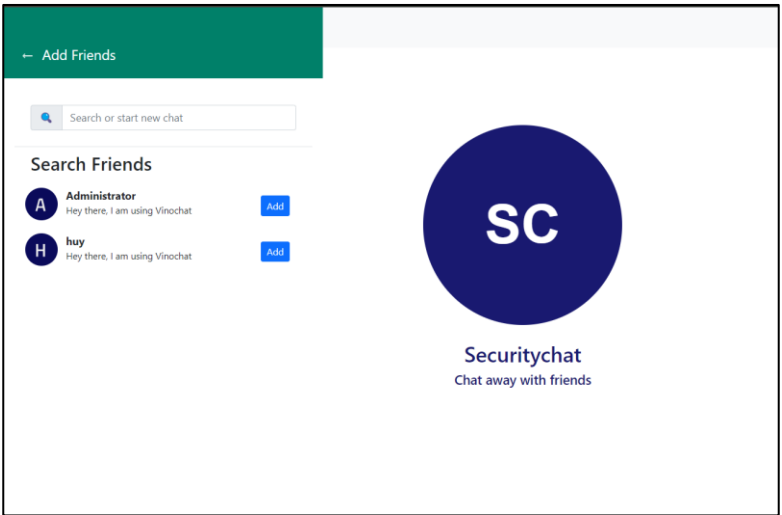 ← Add Friends
Search or start new chat
Search Friends
A
Administrator
Hey there, I am using Vinochat
Add
H
huy
Hey there, I am using Vinochat
Add
SC
Securitychat
Chat away with friends